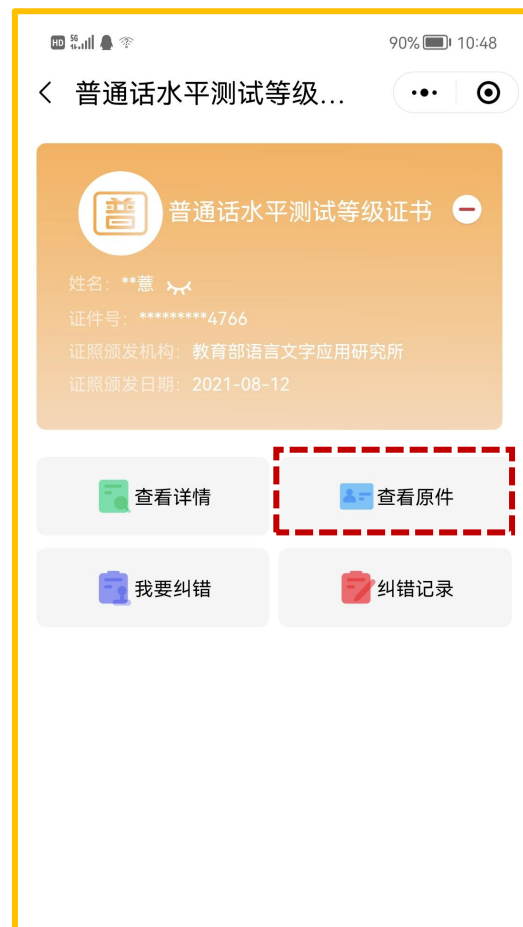 HD 5G 90% 10:48
普通话水平测试等级...
普 普通话水平测试等级证书
姓名: **薏
证件号: *********4766
证照颁发机构: 教育部语言文字应用研究所
证照颁发日期: 2021-08-12
查看详情 查看原件
我要纠错 纠错记录